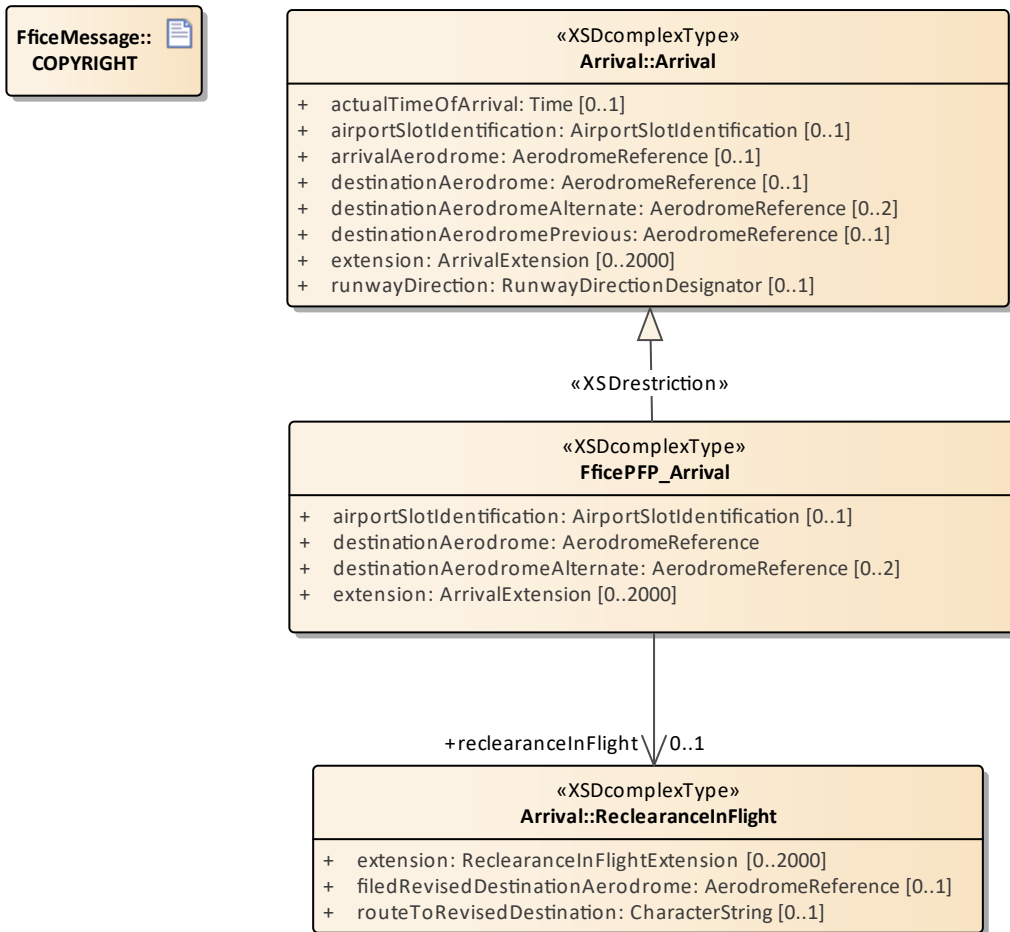 FficeMessage::
COPYRIGHT
«XSDcomplexType»
Arrival::Arrival
+ actualTimeOfArrival: Time [0..1]
+ airportSlotIdentification: AirportSlotIdentification [0..1]
+ arrivalAerodrome: AerodromeReference [0..1]
+ destinationAerodrome: AerodromeReference [0..1]
+ destinationAerodromeAlternate: AerodromeReference [0..2]
+ destinationAerodromePrevious: AerodromeReference [0..1]
+ extension: ArrivalExtension [0..2000]
+ runwayDirection: RunwayDirectionDesignator [0..1]
«XSDrestriction»
«XSDcomplexType»
FficePFP_Arrival
+ airportSlotIdentification: AirportSlotIdentification [0..1]
+ destinationAerodrome: AerodromeReference
+ destinationAerodromeAlternate: AerodromeReference [0..2]
+ extension: ArrivalExtension [0..2000]
+reclearanceInFlight 0..1
«XSDcomplexType»
Arrival::ReclearanceInFlight
+ extension: ReclearanceInFlightExtension [0..2000]
+ filedRevisedDestinationAerodrome: AerodromeReference [0..1]
+ routeToRevisedDestination: CharacterString [0..1]